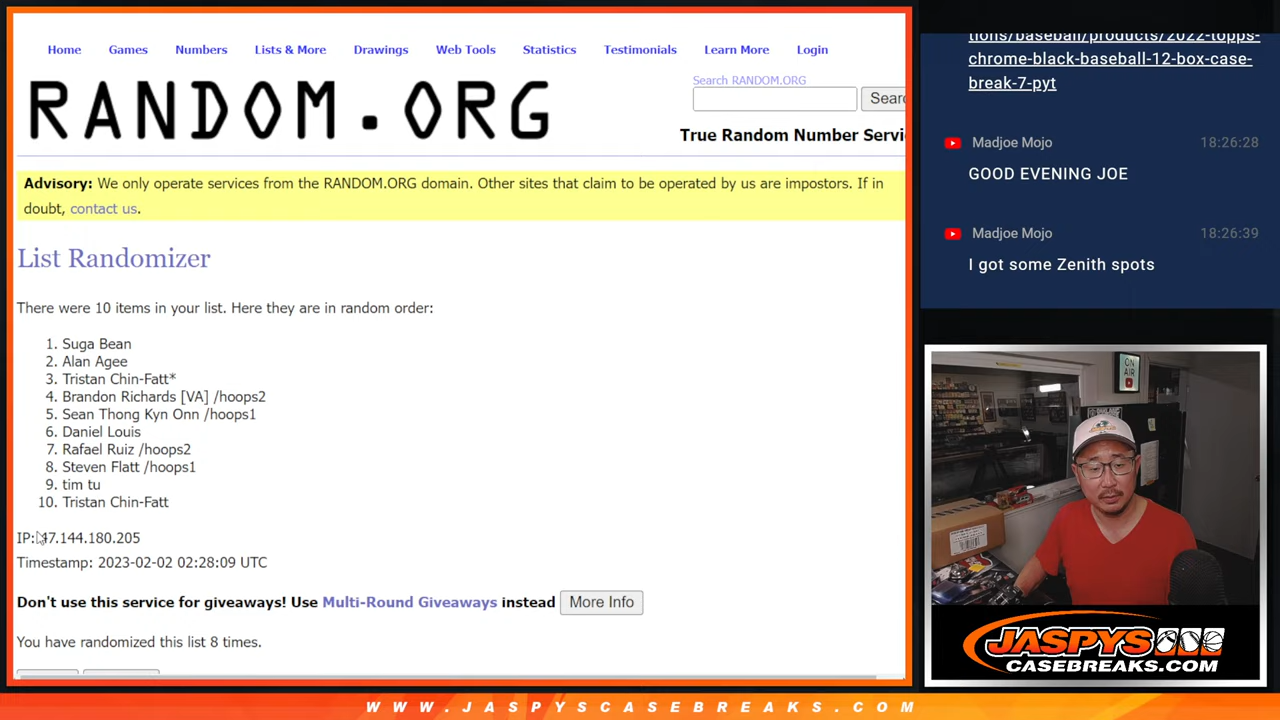 Home Games Numbers Lists & More Drawings Web Tools Statistics Testimonials Learn More Login
RANDOM.ORG
Search RANDOM.ORG
True Random Number Servi
Advisory: We only operate services from the RANDOM.ORG domain. Other sites that claim to be operated by us are impostors. If in
doubt, contact us.
List Randomizer
There were 10 items in your list. Here they are in random order:
1. Suga Bean
2. Alan Agee
3. Tristan Chin-Fatt*
4. Brandon Richards [VA] /hoops2
5. Sean Thong Kyn Onn /hoops1
6. Daniel Louis
7. Rafael Ruiz /hoops2
8. Steven Flatt /hoops1
9. tim tu
10. Tristan Chin-Fatt
IP: 47.144.180.205
Timestamp: 2023-02-02 02:28:09 UTC
Don't use this service for giveaways! Use Multi-Round Giveaways instead More Info
You have randomized this list 8 times.
tions/baseball/products/2022-topps-
chrome-black-baseball-12-box-case-
break-7-pyt
Madjoe Mojo 18:26:28
GOOD EVENING JOE
Madjoe Mojo 18:26:39
I got some Zenith spots
ON
AIR
JASPYS
CASEBREAKS.COM
WWW.JASPYSCASEBREAKS.COM